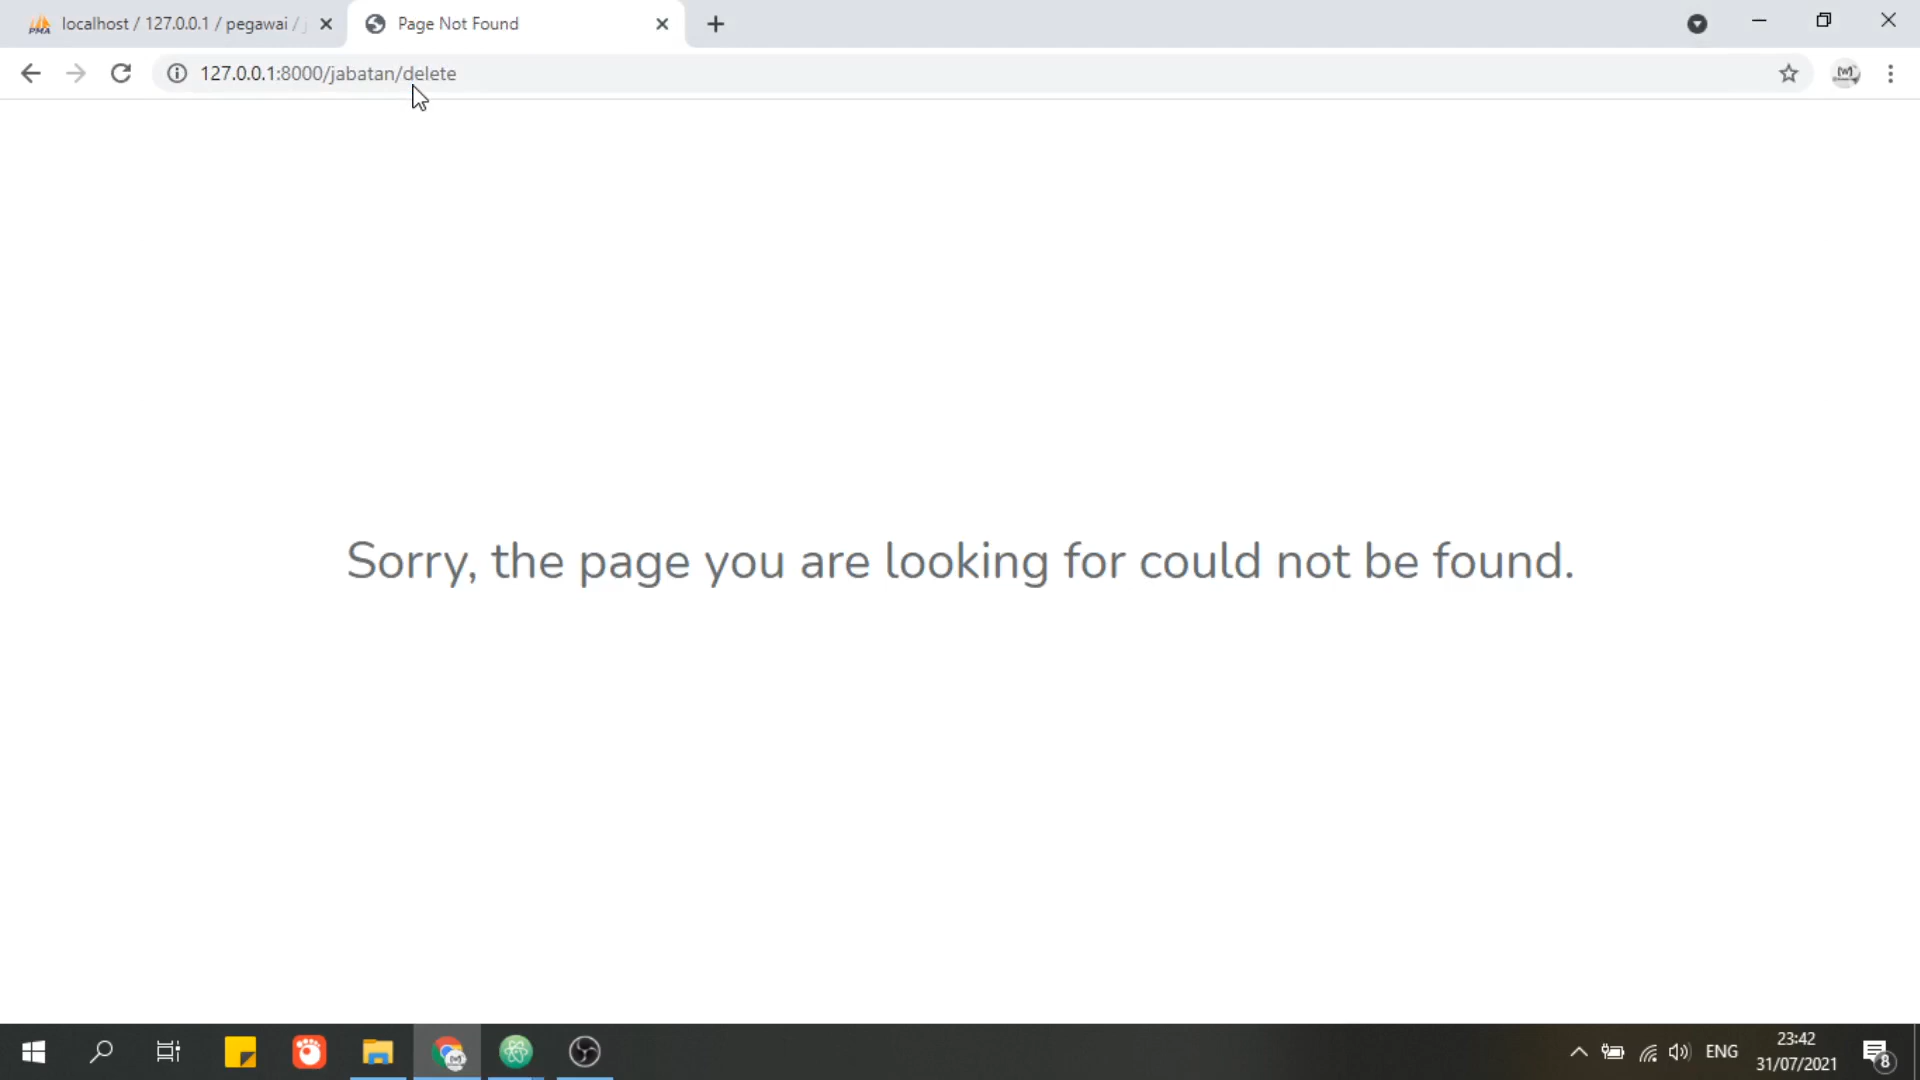 localhost / 127.0.0.1 / pegawai /
Page Not Found
127.0.0.1:8000/jabatan/delete
Sorry, the page you are looking for could not be found.
ENG
23:42
31/07/2021
8